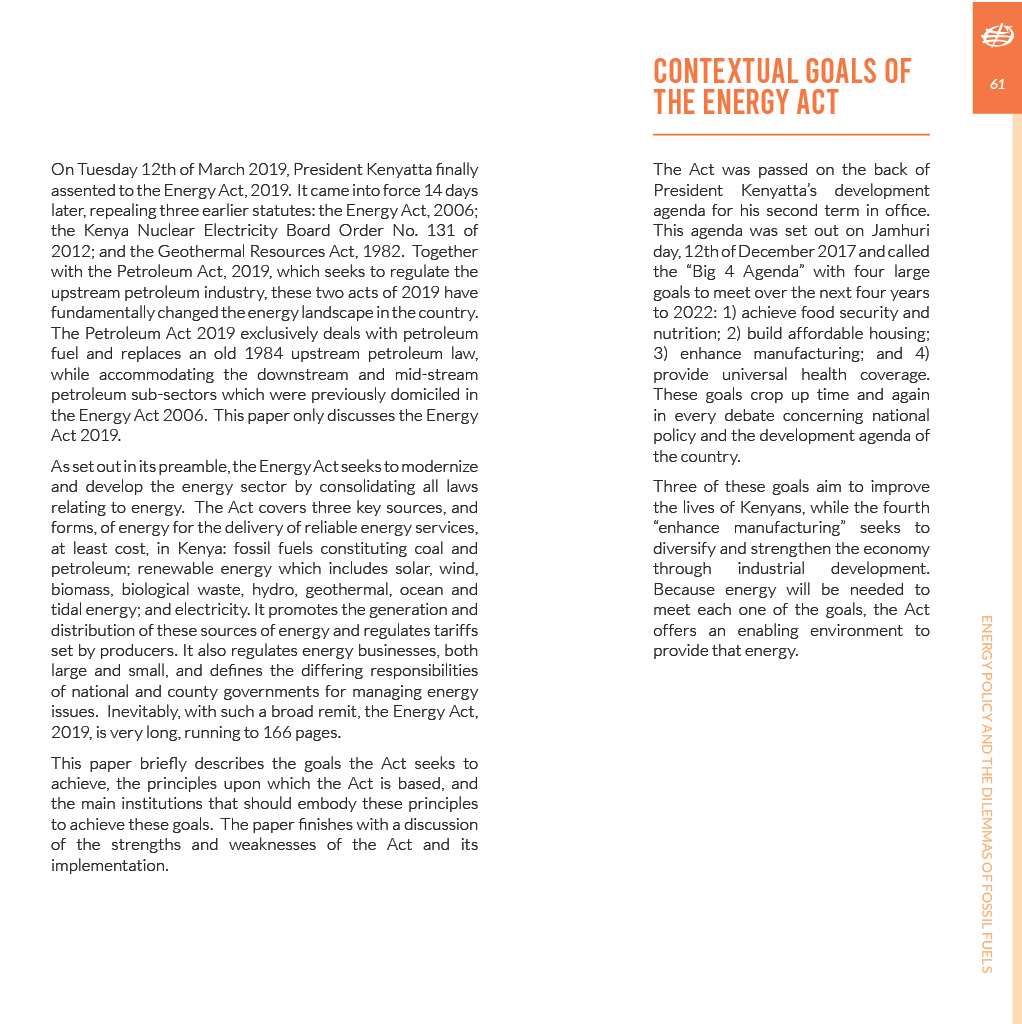 On Tuesday 12th of March 2019, President Kenyatta finally
assented to the Energy Act, 2019. It came into force 14 days
later, repealing three earlier statutes: the Energy Act, 2006;
the Kenya Nuclear Electricity Board Order No. 131 of
2012; and the Geothermal Resources Act, 1982. Together
with the Petroleum Act, 2019, which seeks to regulate the
upstream petroleum industry, these two acts of 2019 have
fundamentally changed the energy landscape in the country.
The Petroleum Act 2019 exclusively deals with petroleum
fuel and replaces an old 1984 upstream petroleum law,
while accommodating the downstream and mid-stream
petroleum sub-sectors which were previously domiciled in
the Energy Act 2006. This paper only discusses the Energy
Act 2019.
As set out in its preamble, the Energy Act seeks to modernize
and develop the energy sector by consolidating all laws
relating to energy. The Act covers three key sources, and
forms, of energy for the delivery of reliable energy services,
at least cost, in Kenya: fossil fuels constituting coal and
petroleum; renewable energy which includes solar, wind,
biomass, biological waste, hydro, geothermal, ocean and
tidal energy; and electricity. It promotes the generation and
distribution of these sources of energy and regulates tariffs
set by producers. It also regulates energy businesses, both
large and small, and defines the differing responsibilities
of national and county governments for managing energy
issues. Inevitably, with such a broad remit, the Energy Act,
2019, is very long, running to 166 pages.
This paper briefly describes the goals the Act seeks to
achieve, the principles upon which the Act is based, and
the main institutions that should embody these principles
to achieve these goals. The paper finishes with a discussion
of the strengths and weaknesses of the Act and its
implementation.
CONTEXTUAL GOALS OF
THE ENERGY ACT
The Act was passed on the back of
President Kenyatta’s development
agenda for his second term in office.
This agenda was set out on Jamhuri
day, 12th of December 2017 and called
the “Big 4 Agenda” with four large
goals to meet over the next four years
to 2022: 1) achieve food security and
nutrition; 2) build affordable housing;
3) enhance manufacturing; and 4)
provide universal health coverage.
These goals crop up time and again
in every debate concerning national
policy and the development agenda of
the country.
Three of these goals aim to improve
the lives of Kenyans, while the fourth
“enhance manufacturing” seeks to
diversify and strengthen the economy
through industrial development.
Because energy will be needed to
meet each one of the goals, the Act
offers an enabling environment to
provide that energy.
61
ENERGY POLICY AND THE DILEMMAS OF FOSSIL FUELS